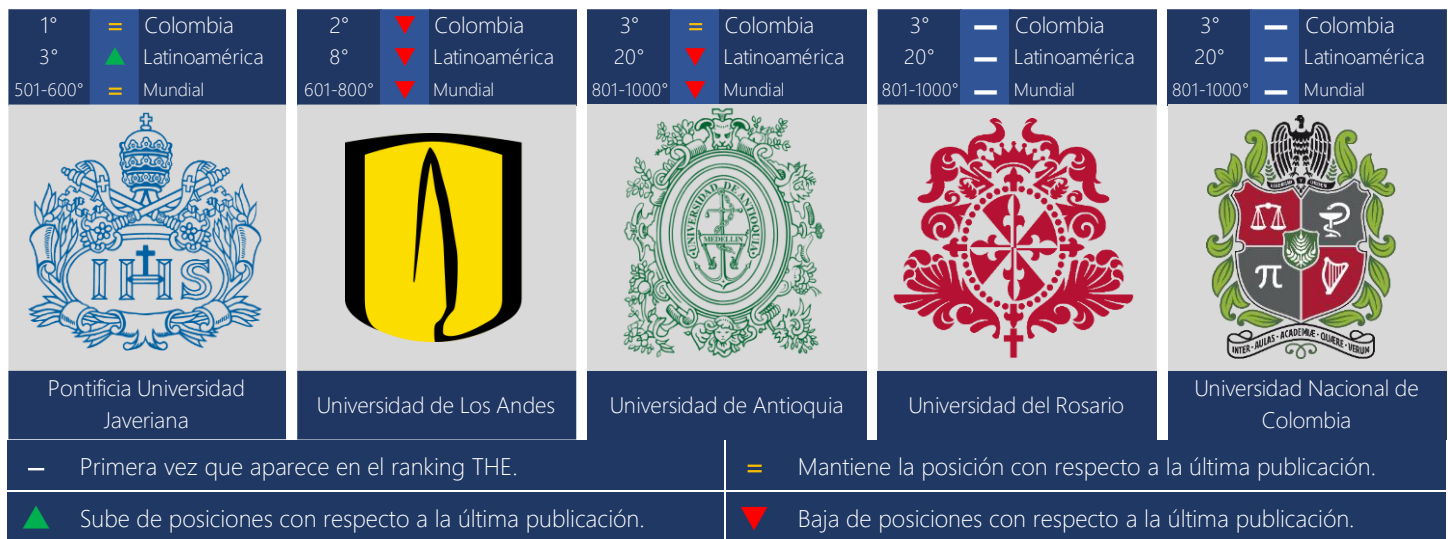 1° = Colombia
3° ▲ Latinoamérica
501-600° = Mundial
IHS
Pontificia Universidad
Javeriana
2° ▼ Colombia
8° ▼ Latinoamérica
601-800° ▼ Mundial
Universidad de Los Andes
3° = Colombia
20° ▼ Latinoamérica
801-1000° ▼ Mundial
UNIVERSIDAD DE ANTIOQUIA
MEDELLIN
Universidad de Antioquia
3° – Colombia
20° – Latinoamérica
801-1000° – Mundial
Universidad del Rosario
3° – Colombia
20° – Latinoamérica
801-1000° – Mundial
π
INTER · AULAS · ACADEMIÆ · QUÆRE · VERUM
Universidad Nacional de
Colombia
– Primera vez que aparece en el ranking THE.
= Mantiene la posición con respecto a la última publicación.
▲ Sube de posiciones con respecto a la última publicación.
▼ Baja de posiciones con respecto a la última publicación.